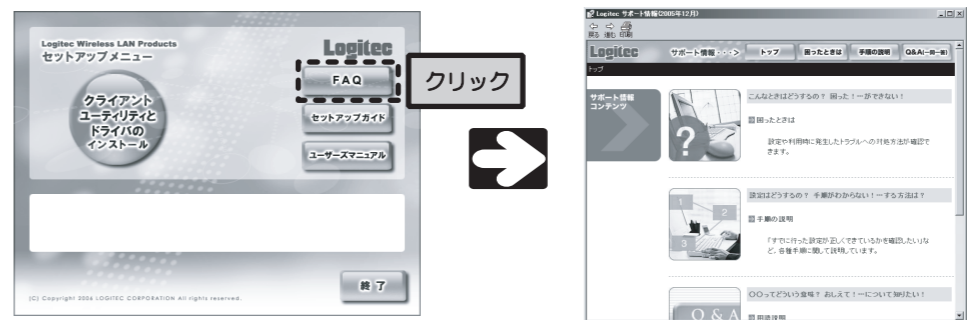 Logitec Wireless LAN Products
セットアップメニュー
Logitec
クライアント
ユーティリティと
ドライバの
インストール
FAQ
セットアップガイド
ユーザーズマニュアル
終了
(C) Copyright 2006 LOGITEC CORPORATION All rights reserved.
クリック
Logitec サポート情報(2005年12月)
戻る 進む 印刷
Logitec
サポート情報・・・>
トップ
困ったときは
手順の説明
Q&A(一問一答)
トップ
サポート情報
コンテンツ
こんなときはどうするの? 困った!ーができない!
困ったときは
設定や利用時に発生したトラブルへの対処方法が確認で
きます。
設定はどうするの? 手順がわからない!ーする方法は?
1
2
3
手順の説明
「すでに行った設定が正しくできているかを確認したい」な
ど、各種手順に関して説明しています。
〇〇ってどういう意味? おしえて!ーについて知りたい!
Q & A
用語説明